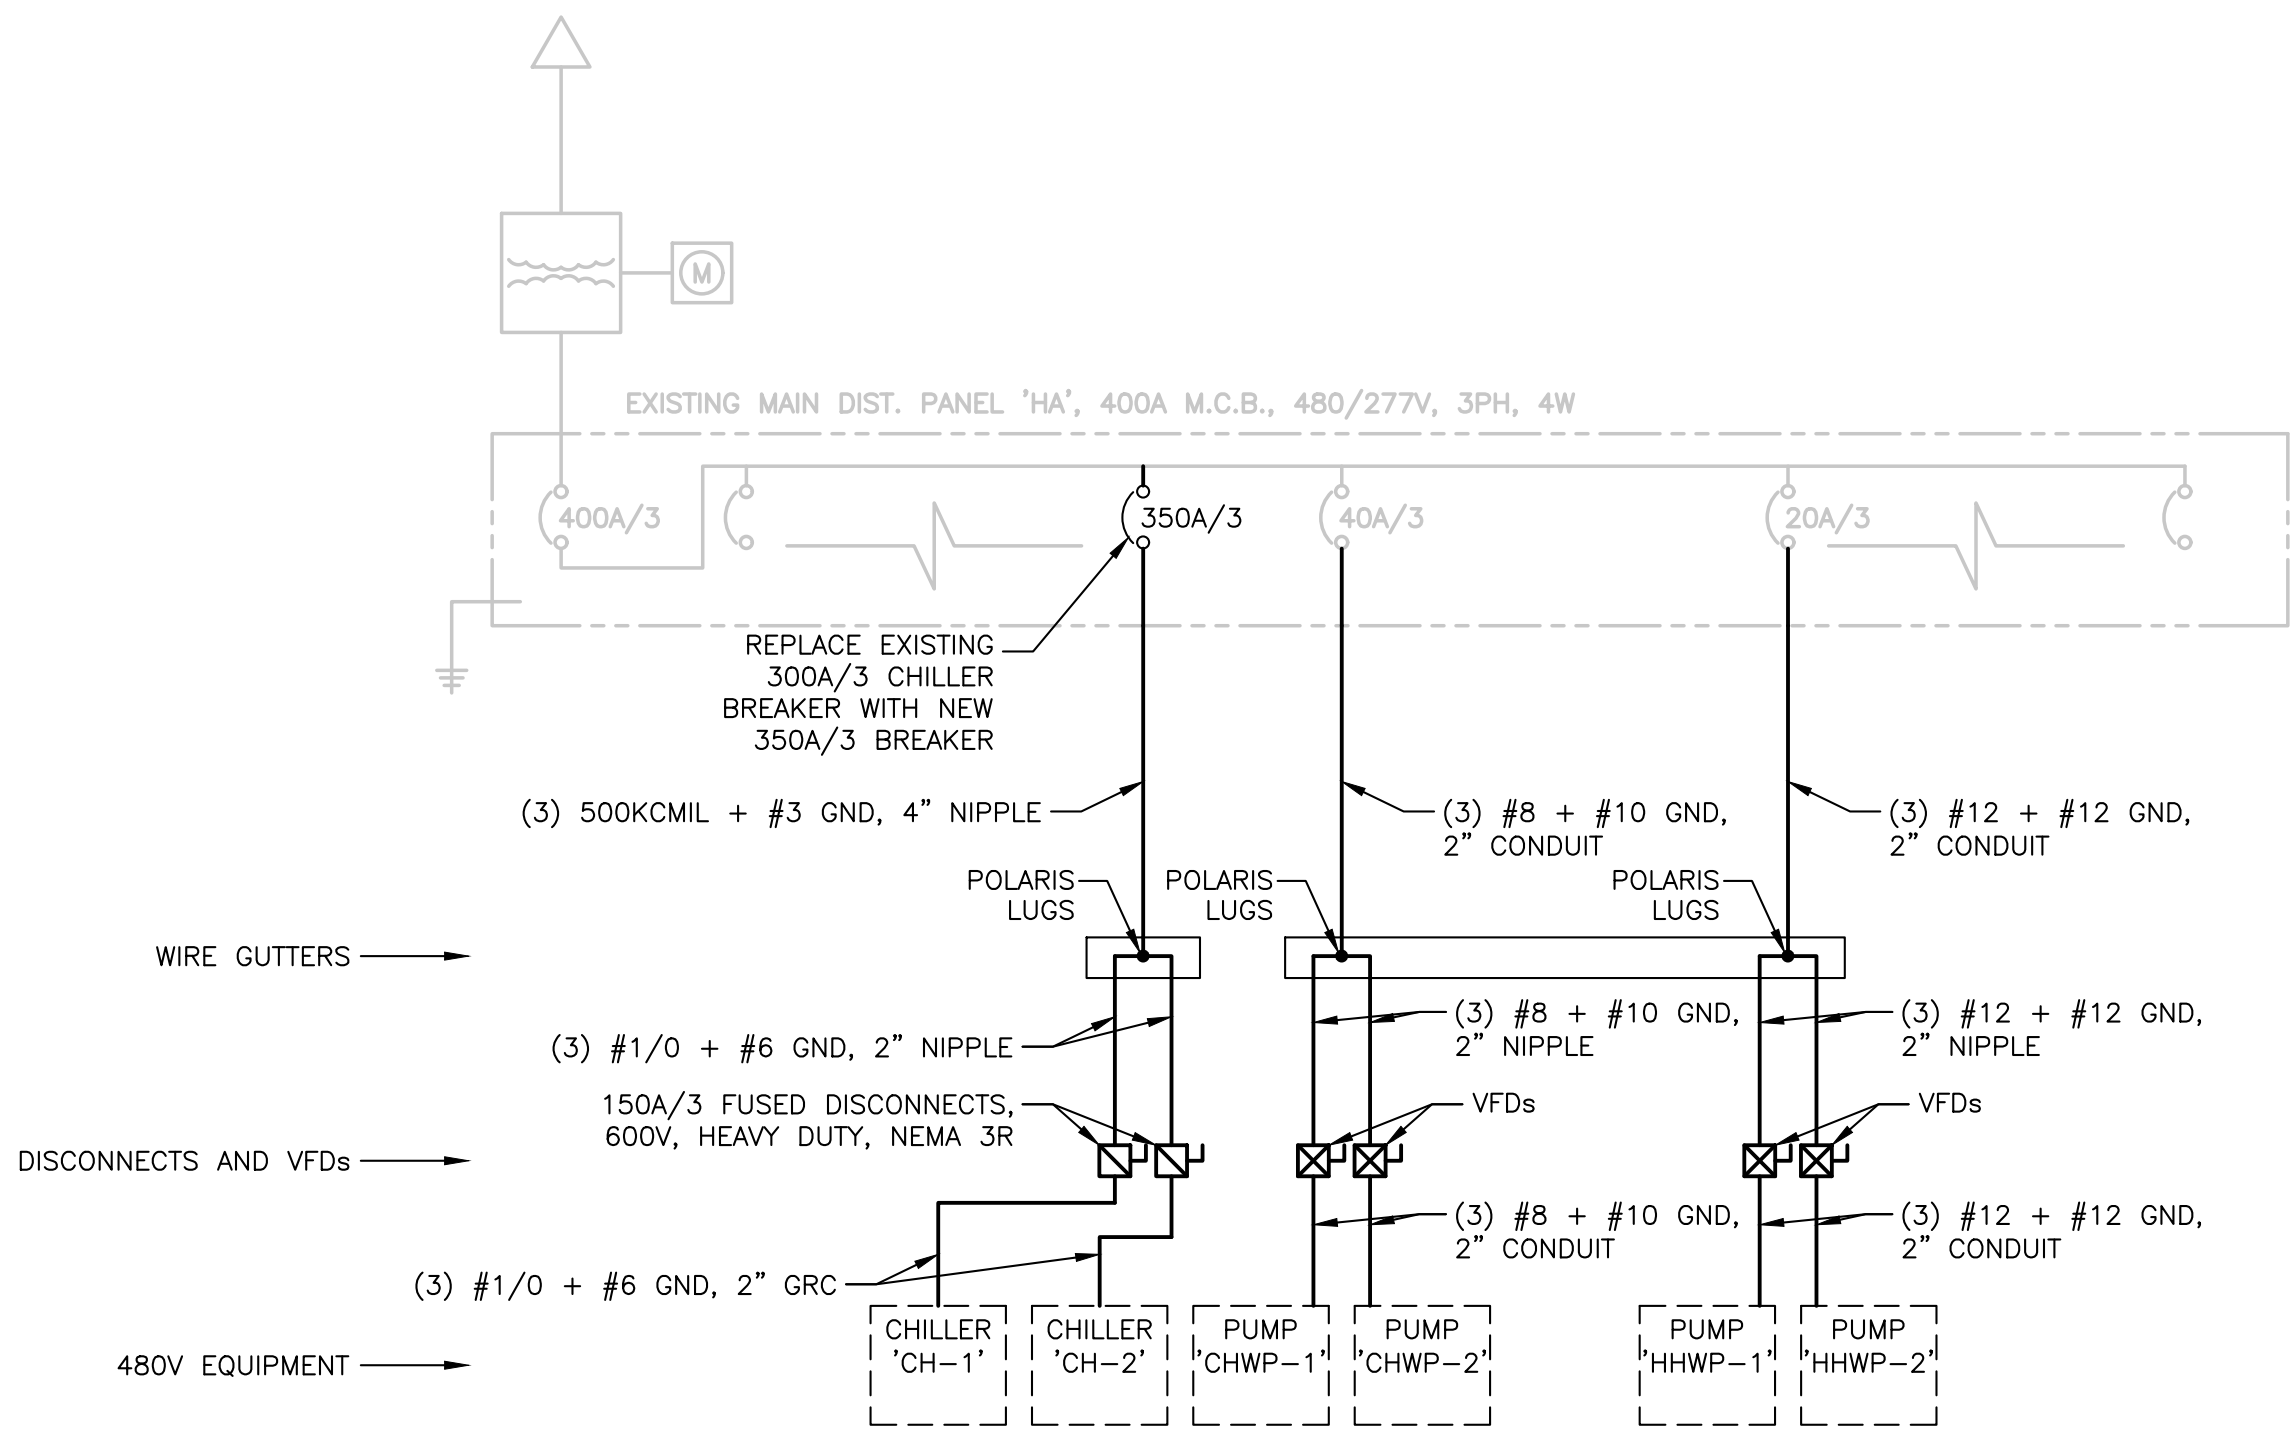 M
EXISTING MAIN DIST. PANEL 'HA', 400A M.C.B., 480/277V, 3PH, 4W
400A/3
350A/3
40A/3
20A/3
REPLACE EXISTING
300A/3 CHILLER
BREAKER WITH NEW
350A/3 BREAKER
(3) 500KCMIL + #3 GND, 4" NIPPLE
(3) #8 + #10 GND,
2" CONDUIT
(3) #12 + #12 GND,
2" CONDUIT
POLARIS
LUGS
POLARIS
LUGS
POLARIS
LUGS
WIRE GUTTERS
(3) #1/0 + #6 GND, 2" NIPPLE
(3) #8 + #10 GND,
2" NIPPLE
(3) #12 + #12 GND,
2" NIPPLE
150A/3 FUSED DISCONNECTS,
600V, HEAVY DUTY, NEMA 3R
VFDs
VFDs
DISCONNECTS AND VFDs
(3) #8 + #10 GND,
2" CONDUIT
(3) #12 + #12 GND,
2" CONDUIT
(3) #1/0 + #6 GND, 2" GRC
480V EQUIPMENT
CHILLER
'CH-1'
CHILLER
'CH-2'
PUMP
'CHWP-1'
PUMP
'CHWP-2'
PUMP
'HHWP-1'
PUMP
'HHWP-2'